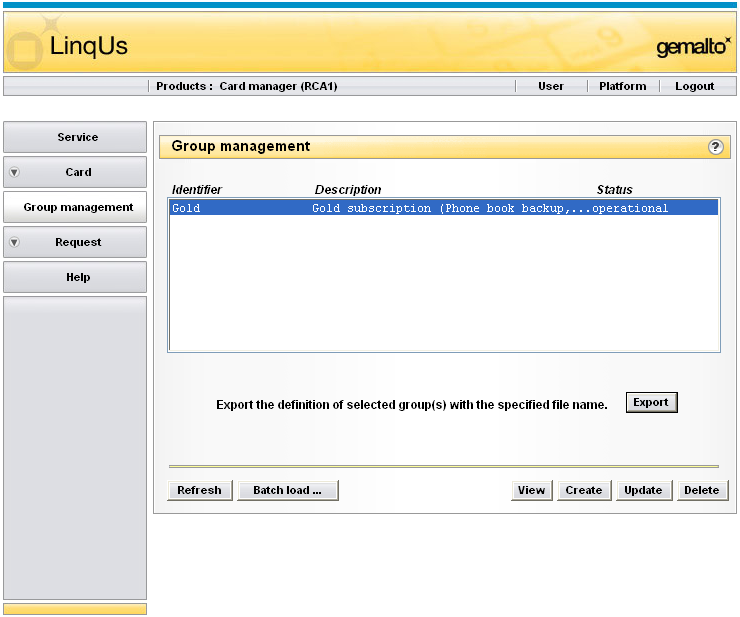 LinqUs
gemalto
Products : Card manager (RCA1) User Platform Logout
Service
Card
Group management
Request
Help
Group management ?
Identifier Description Status
Gold Gold subscription (Phone book backup,...operational
Export the definition of selected group(s) with the specified file name. Export
Refresh Batch load ... View Create Update Delete